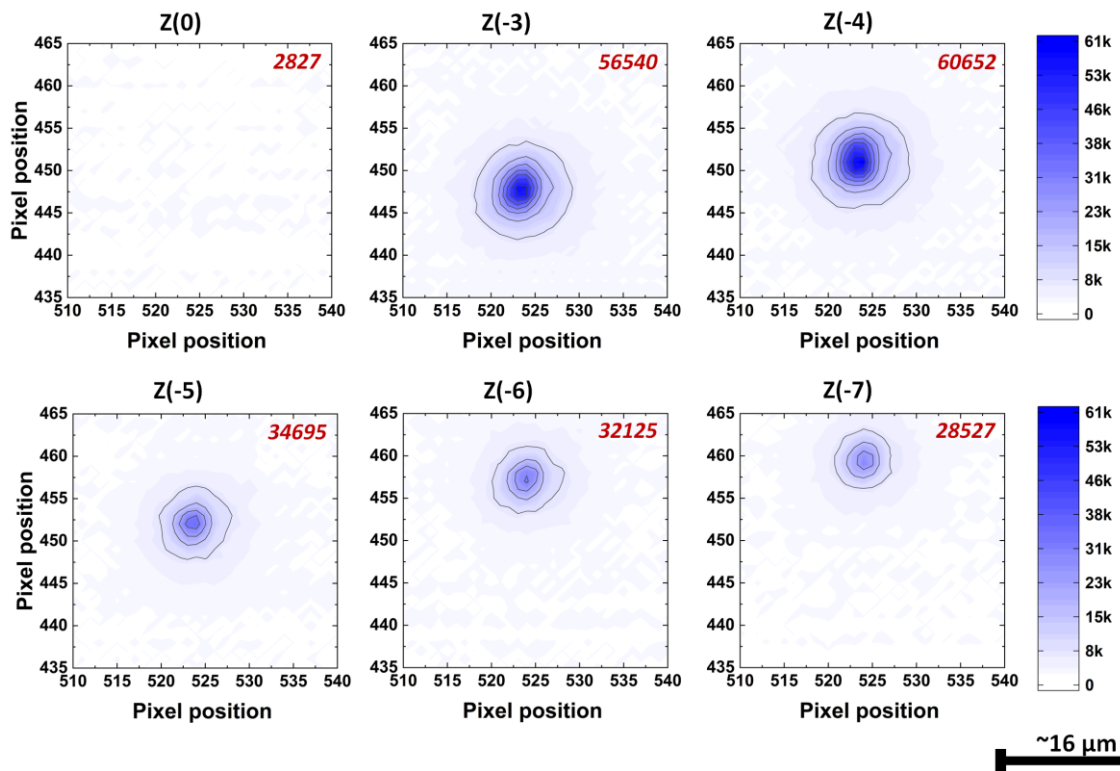 Z(0) Z(-3) Z(-4)
465 2827 465 56540 465 60652 61k
460 460 460 53k
455 455 455 46k
450 450 450 38k
31k
445 445 445 23k
440 440 440 15k
8k
435 435 435 0
510 515 520 525 530 535 540 510 515 520 525 530 535 540 510 515 520 525 530 535 540
Pixel position
Pixel position Pixel position Pixel position
Z(-5) Z(-6) Z(-7)
465 34695 465 32125 465 28527 61k
460 460 460 53k
455 455 455 46k
450 450 450 38k
31k
445 445 445 23k
440 440 440 15k
8k
435 435 435 0
510 515 520 525 530 535 540 510 515 520 525 530 535 540 510 515 520 525 530 535 540
Pixel position
Pixel position Pixel position Pixel position
~16 μm